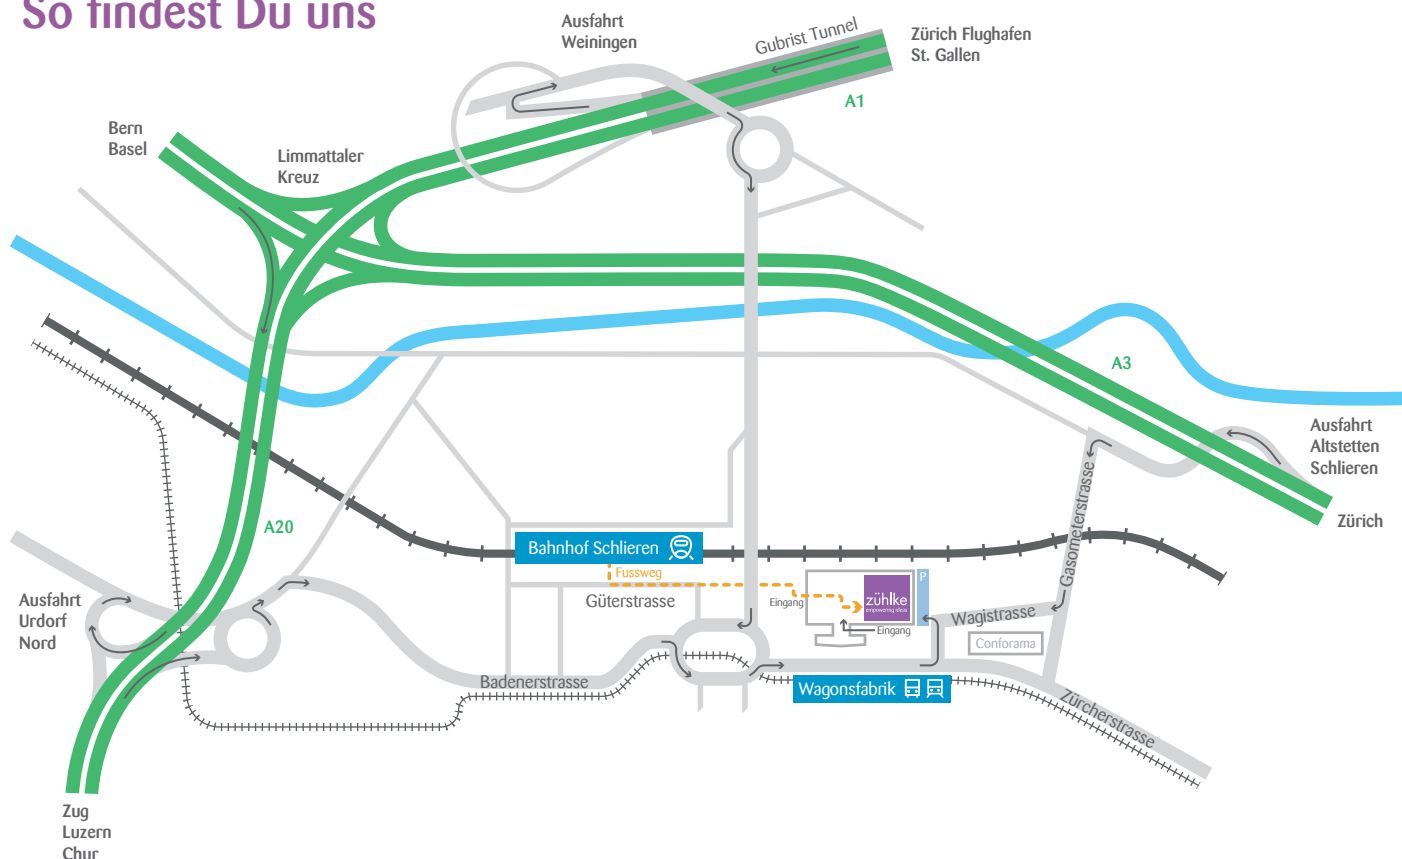 So findest Du uns
Ausfahrt
Weiningen
Gubrist Tunnel
Zürich Flughafen
St. Gallen
A1
Bern
Basel
Limmattaler
Kreuz
A3
Ausfahrt
Altstetten
Schlieren
Zürich
A20
Gasometerstrasse
Bahnhof Schlieren
Fussweg
Güterstrasse
Eingang
zühlke
empowering ideas
P
Eingang
Wagistrasse
Conforama
Ausfahrt
Urdorf
Nord
Badenerstrasse
Wagonsfabrik
Zürcherstrasse
Zug
Luzern
Chur